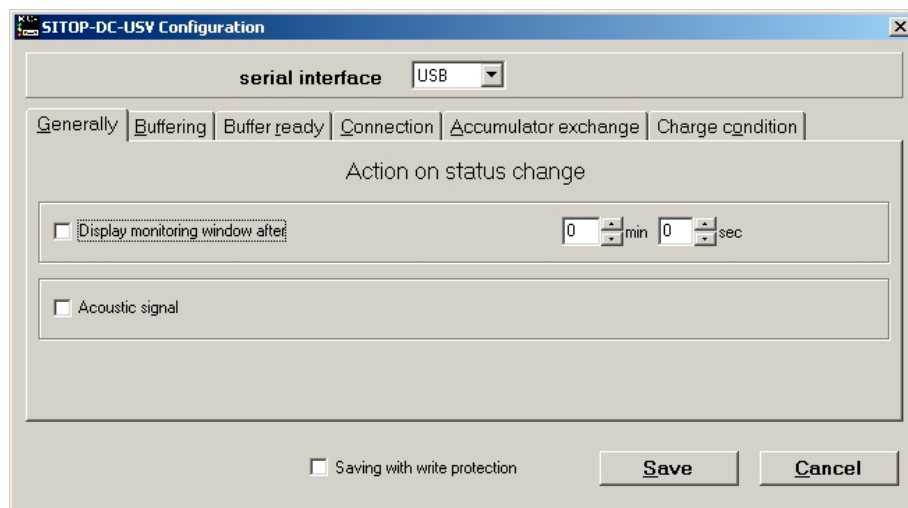 SITOP-DC-USV Configuration
serial interface USB
Generally Buffering Buffer ready Connection Accumulator exchange Charge condition
Action on status change
Display monitoring window after 0 min 0 sec
Acoustic signal
Saving with write protection Save Cancel